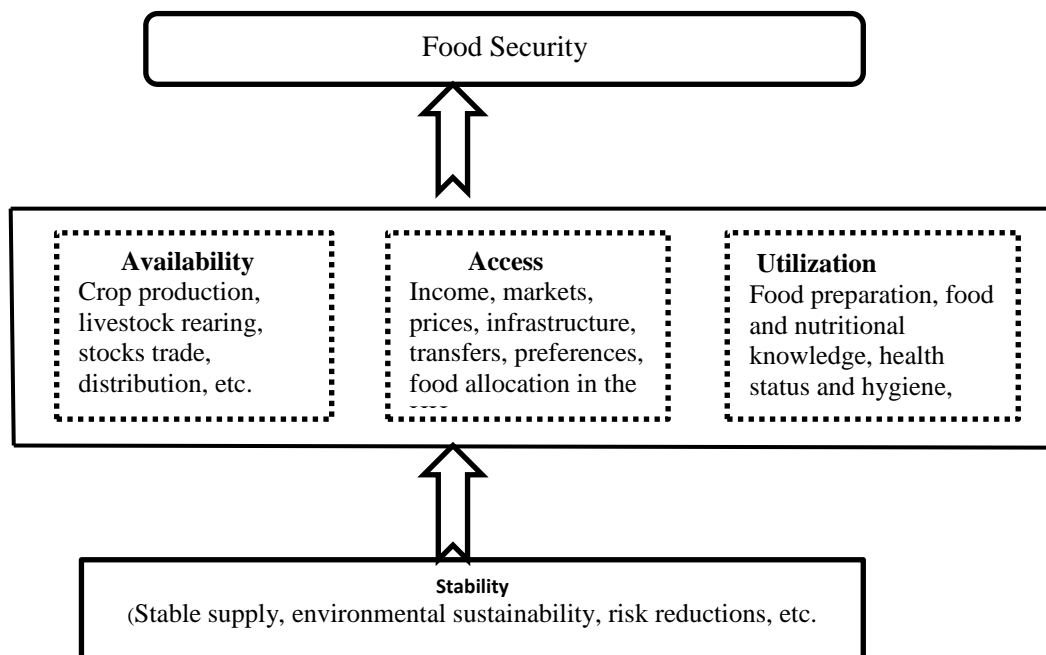 Food Security
Availability
Crop production,
livestock rearing,
stocks trade,
distribution, etc.
Access
Income, markets,
prices, infrastructure,
transfers, preferences,
food allocation in the
Utilization
Food preparation, food
and nutritional
knowledge, health
status and hygiene,
Stability
(Stable supply, environmental sustainability, risk reductions, etc.